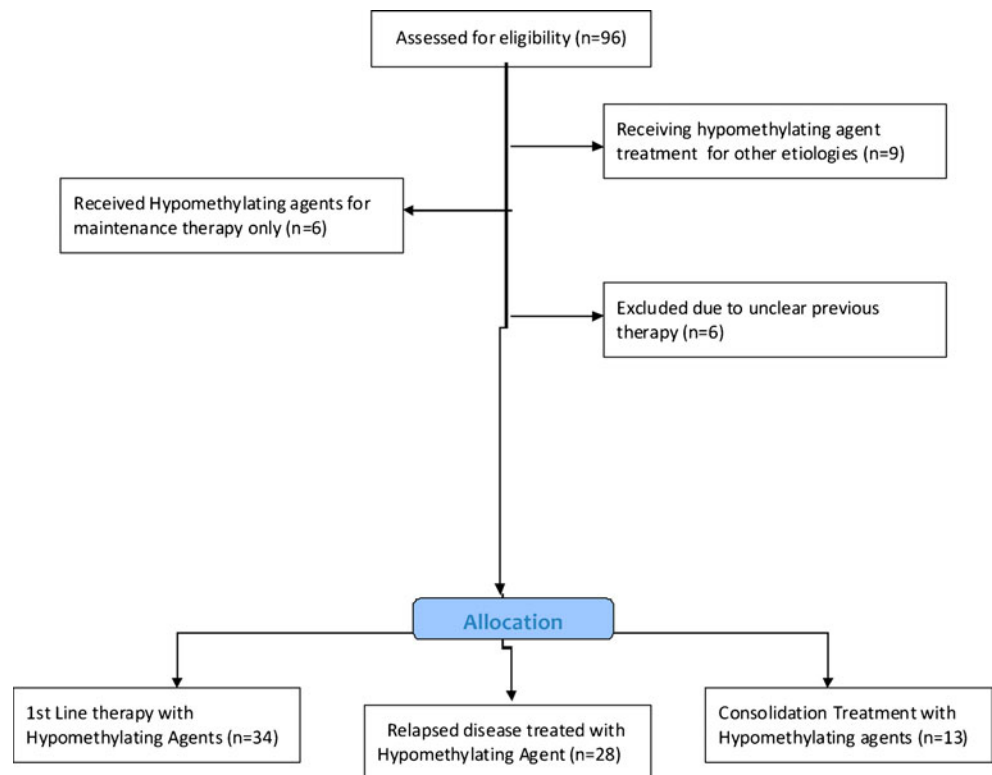 Assessed for eligibility (n=96)
Receiving hypomethylating agent
treatment for other etiologies (n=9)
Received Hypomethylating agents for
maintenance therapy only (n=6)
Excluded due to unclear previous
therapy (n=6)
Allocation
1st Line therapy with
Hypomethylating Agents (n=34)
Relapsed disease treated with
Hypomethylating Agent (n=28)
Consolidation Treatment with
Hypomethylating agents (n=13)